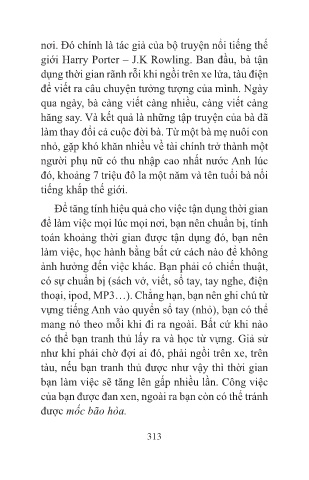 nơi. Đó chính là tác giả của bộ truyện nổi tiếng thế
giới Harry Porter – J.K Rowling. Ban đầu, bà tận
dụng thời gian rãnh rỗi khi ngồi trên xe lửa, tàu điện
để viết ra câu chuyện tưởng tượng của mình. Ngày
qua ngày, bà càng viết càng nhiều, càng viết càng
hăng say. Và kết quả là những tập truyện của bà đã
làm thay đổi cả cuộc đời bà. Từ một bà mẹ nuôi con
nhỏ, gặp khó khăn nhiều về tài chính trở thành một
người phụ nữ có thu nhập cao nhất nước Anh lúc
đó, khoảng 7 triệu đô la một năm và tên tuổi bà nổi
tiếng khắp thế giới.
Để tăng tính hiệu quả cho việc tận dụng thời gian
để làm việc mọi lúc mọi nơi, bạn nên chuẩn bị, tính
toán khoảng thời gian được tận dụng đó, bạn nên
làm việc, học hành bằng bất cứ cách nào để không
ảnh hưởng đến việc khác. Bạn phải có chiến thuật,
có sự chuẩn bị (sách vở, viết, sổ tay, tay nghe, điện
thoại, ipod, MP3…). Chẳng hạn, bạn nên ghi chú từ
vựng tiếng Anh vào quyển sổ tay (nhỏ), bạn có thể
mang nó theo mỗi khi đi ra ngoài. Bất cứ khi nào
có thể bạn tranh thủ lấy ra và học từ vựng. Giả sử
như khi phải chờ đợi ai đó, phải ngồi trên xe, trên
tàu, nếu bạn tranh thủ được như vậy thì thời gian
bạn làm việc sẽ tăng lên gấp nhiều lần. Công việc
của bạn được đan xen, ngoài ra bạn còn có thể tránh
được mốc bão hòa.
313